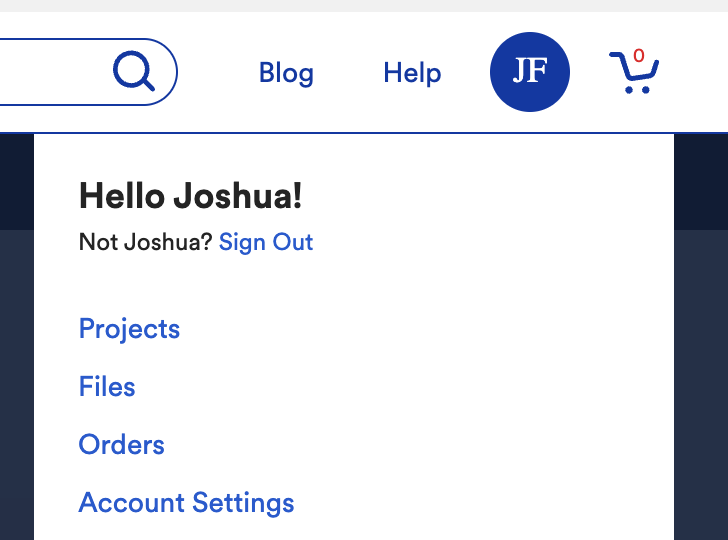 Blog Help JF 0
Hello Joshua!
Not Joshua? Sign Out
Projects
Files
Orders
Account Settings